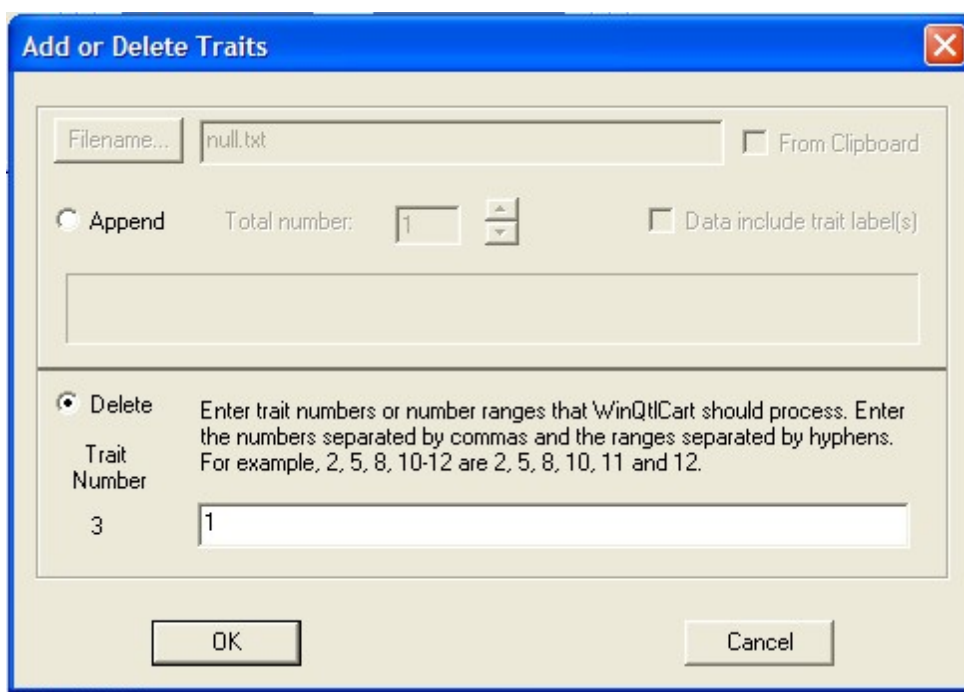 Add or Delete Traits
Filename... null.txt From Clipboard
Append Total number: 1 Data include trait label(s)
Delete
Enter trait numbers or number ranges that WinQtlCart should process. Enter
the numbers separated by commas and the ranges separated by hyphens.
For example, 2, 5, 8, 10-12 are 2, 5, 8, 10, 11 and 12.
Trait
Number
3 1
OK Cancel